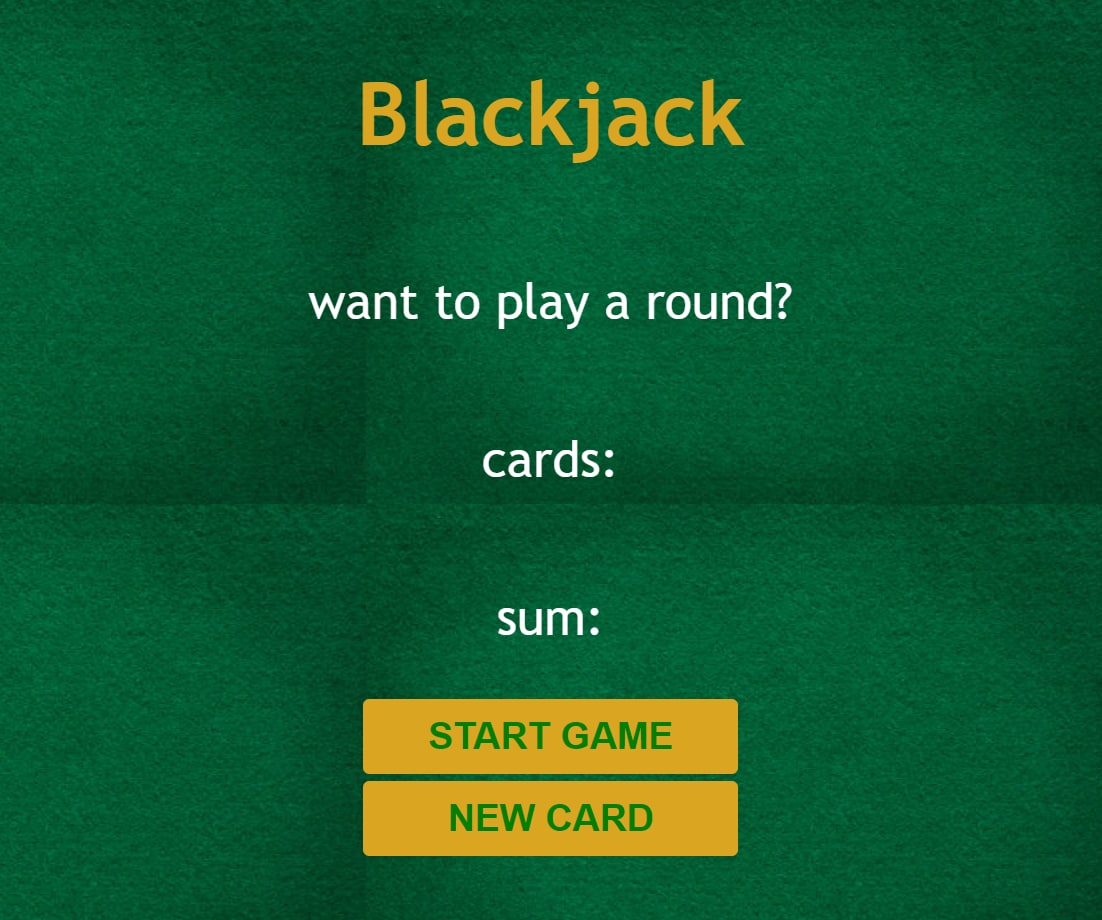 Blackjack
want to play a round?
cards:
sum:
START GAME
NEW CARD